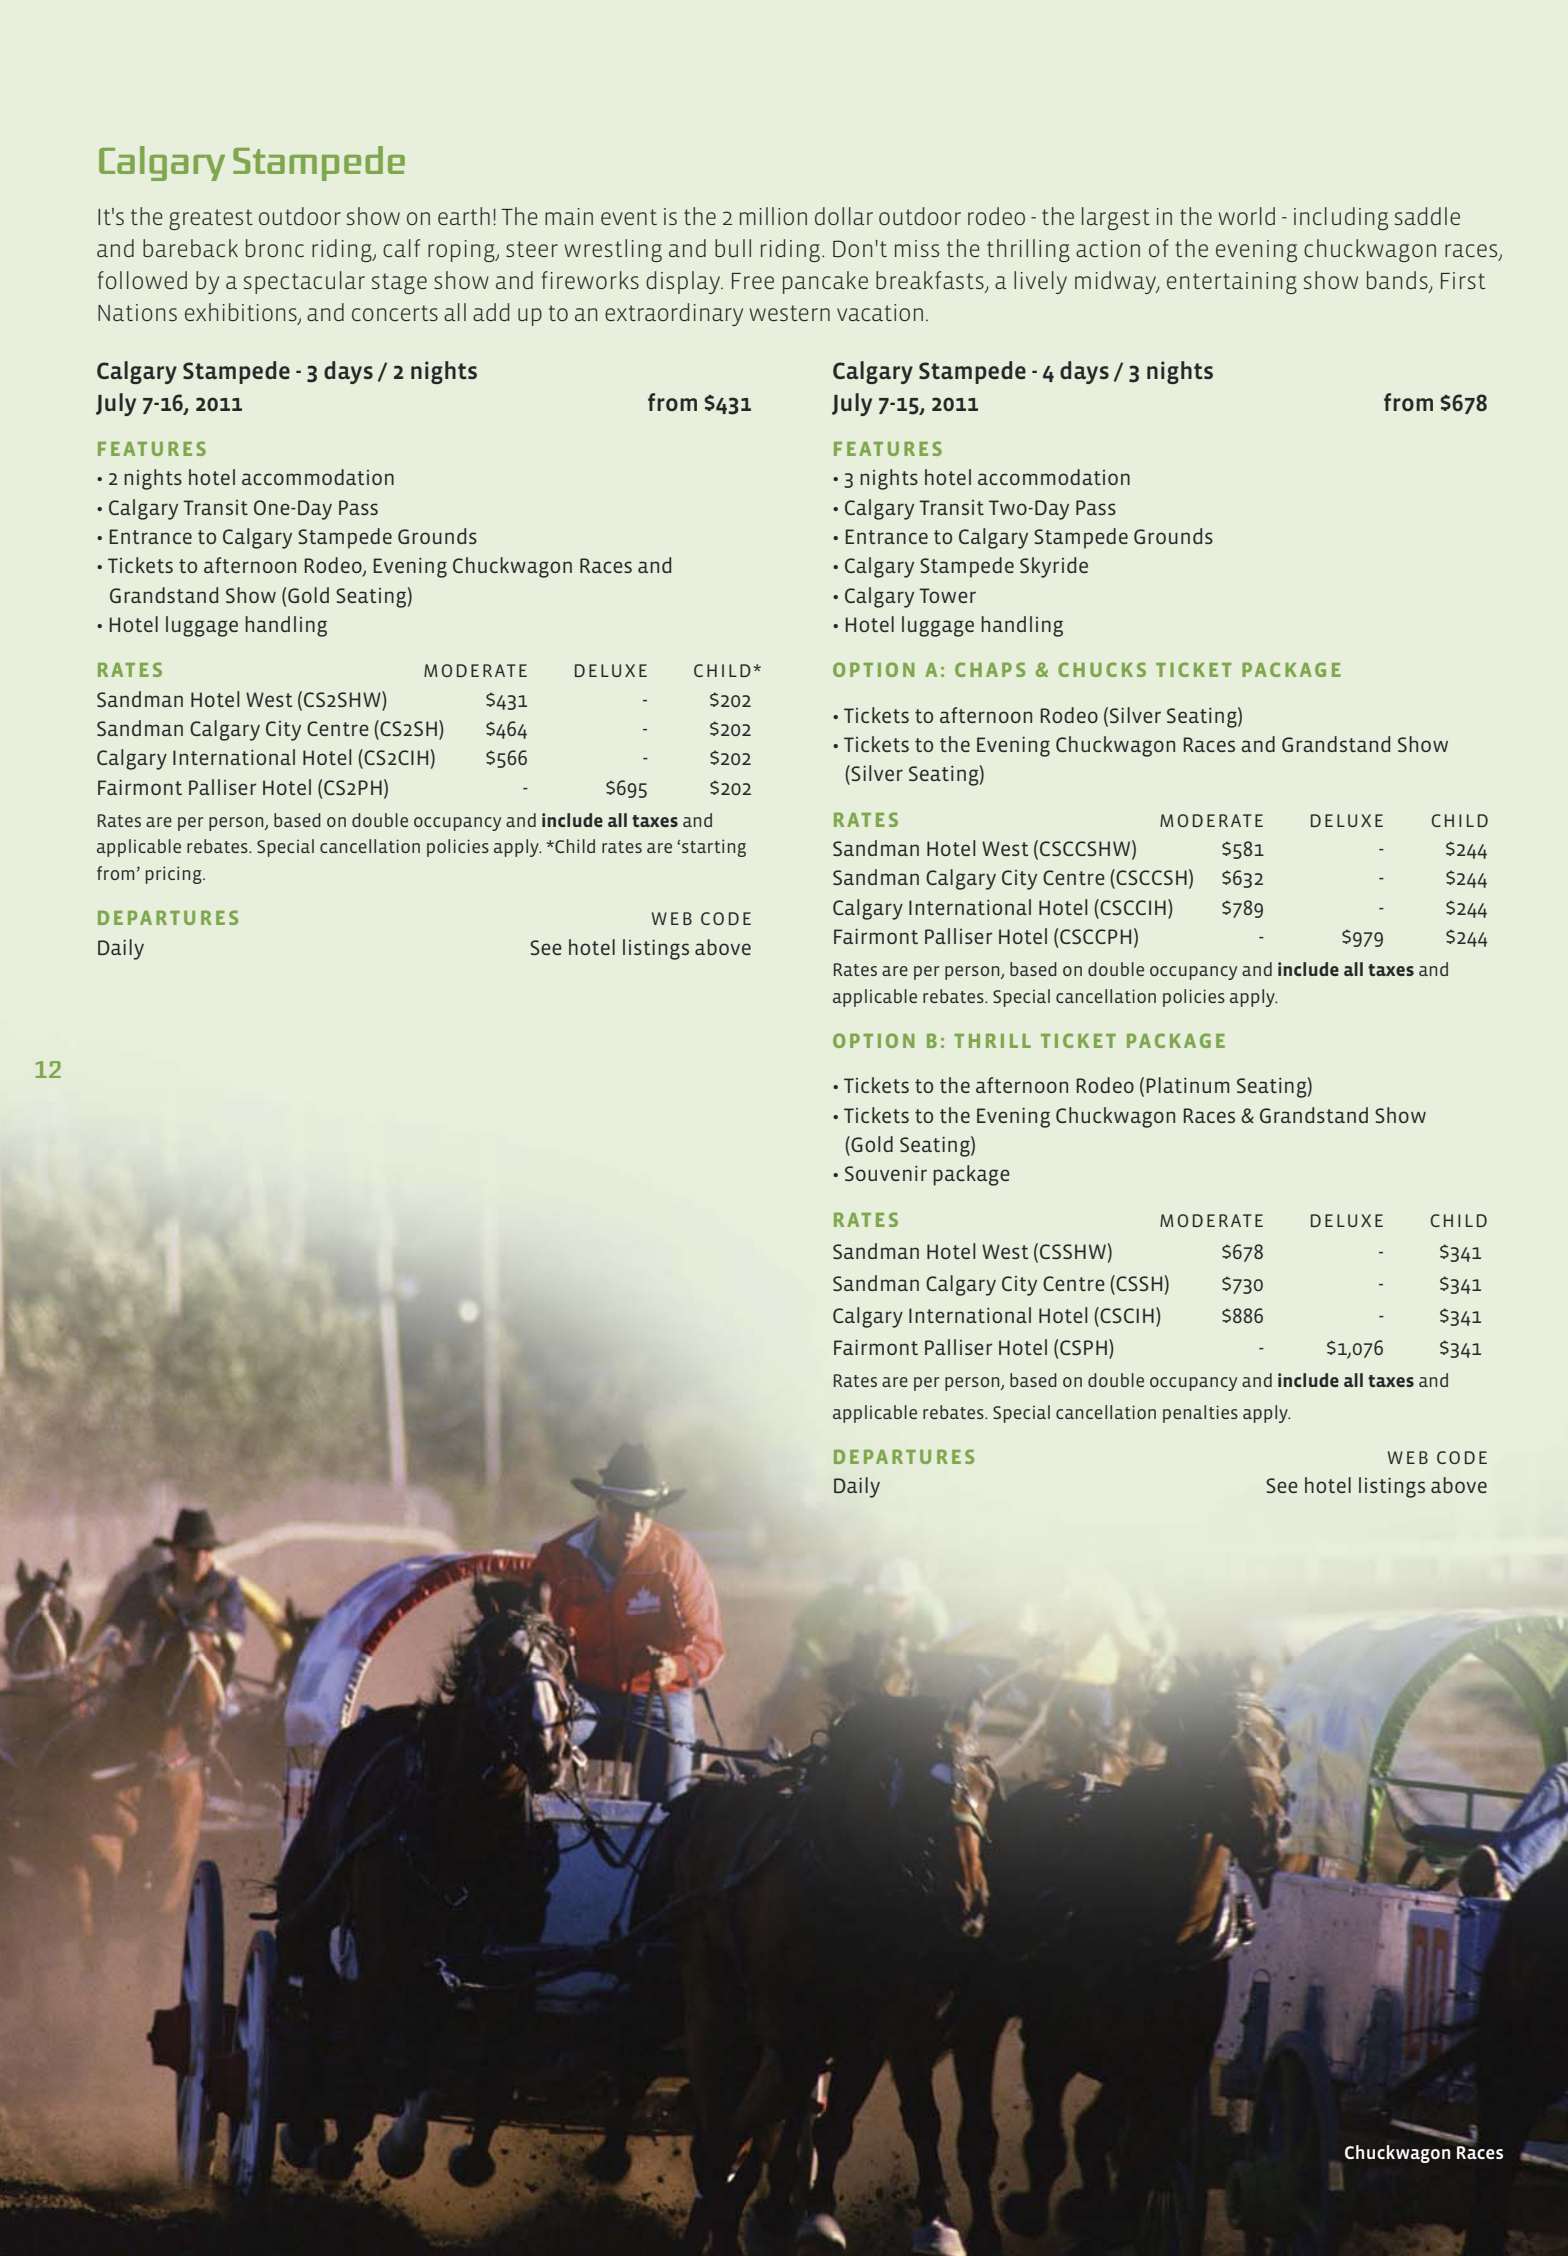 Calgary Stampede
It's the greatest outdoor show on earth! The main event is the 2 million dollar outdoor rodeo - the largest in the world - including saddle
and bareback bronc riding, calf roping, steer wrestling and bull riding. Don't miss the thrilling action of the evening chuckwagon races,
followed by a spectacular stage show and fireworks display. Free pancake breakfasts, a lively midway, entertaining show bands, First
Nations exhibitions, and concerts all add up to an extraordinary western vacation.
Calgary Stampede - 3 days / 2 nights
July 7-16, 2011 from $431
FEATURES
• 2 nights hotel accommodation
• Calgary Transit One-Day Pass
• Entrance to Calgary Stampede Grounds
• Tickets to afternoon Rodeo, Evening Chuckwagon Races and
Grandstand Show (Gold Seating)
• Hotel luggage handling
RATES MODERATE DELUXE CHILD*
Sandman Hotel West (CS2SHW) $431 - $202
Sandman Calgary City Centre (CS2SH) $464 - $202
Calgary International Hotel (CS2CIH) $566 - $202
Fairmont Palliser Hotel (CS2PH) - $695 $202
Rates are per person, based on double occupancy and include all taxes and
applicable rebates. Special cancellation policies apply. *Child rates are ‘starting
from’ pricing.
DEPARTURES WEB CODE
Daily See hotel listings above
12
Calgary Stampede - 4 days / 3 nights
July 7-15, 2011 from $678
FEATURES
• 3 nights hotel accommodation
• Calgary Transit Two-Day Pass
• Entrance to Calgary Stampede Grounds
• Calgary Stampede Skyride
• Calgary Tower
• Hotel luggage handling
OPTION A: CHAPS & CHUCKS TICKET PACKAGE
• Tickets to afternoon Rodeo (Silver Seating)
• Tickets to the Evening Chuckwagon Races and Grandstand Show
(Silver Seating)
RATES MODERATE DELUXE CHILD
Sandman Hotel West (CSCCSHW) $581 - $244
Sandman Calgary City Centre (CSCCSH) $632 - $244
Calgary International Hotel (CSCCIH) $789 - $244
Fairmont Palliser Hotel (CSCCPH) - $979 $244
Rates are per person, based on double occupancy and include all taxes and
applicable rebates. Special cancellation policies apply.
OPTION B: THRILL TICKET PACKAGE
• Tickets to the afternoon Rodeo (Platinum Seating)
• Tickets to the Evening Chuckwagon Races & Grandstand Show
(Gold Seating)
• Souvenir package
RATES MODERATE DELUXE CHILD
Sandman Hotel West (CSSHW) $678 - $341
Sandman Calgary City Centre (CSSH) $730 - $341
Calgary International Hotel (CSCIH) $886 - $341
Fairmont Palliser Hotel (CSPH) - $1,076 $341
Rates are per person, based on double occupancy and include all taxes and
applicable rebates. Special cancellation penalties apply.
DEPARTURES WEB CODE
Daily See hotel listings above
Chuckwagon Races